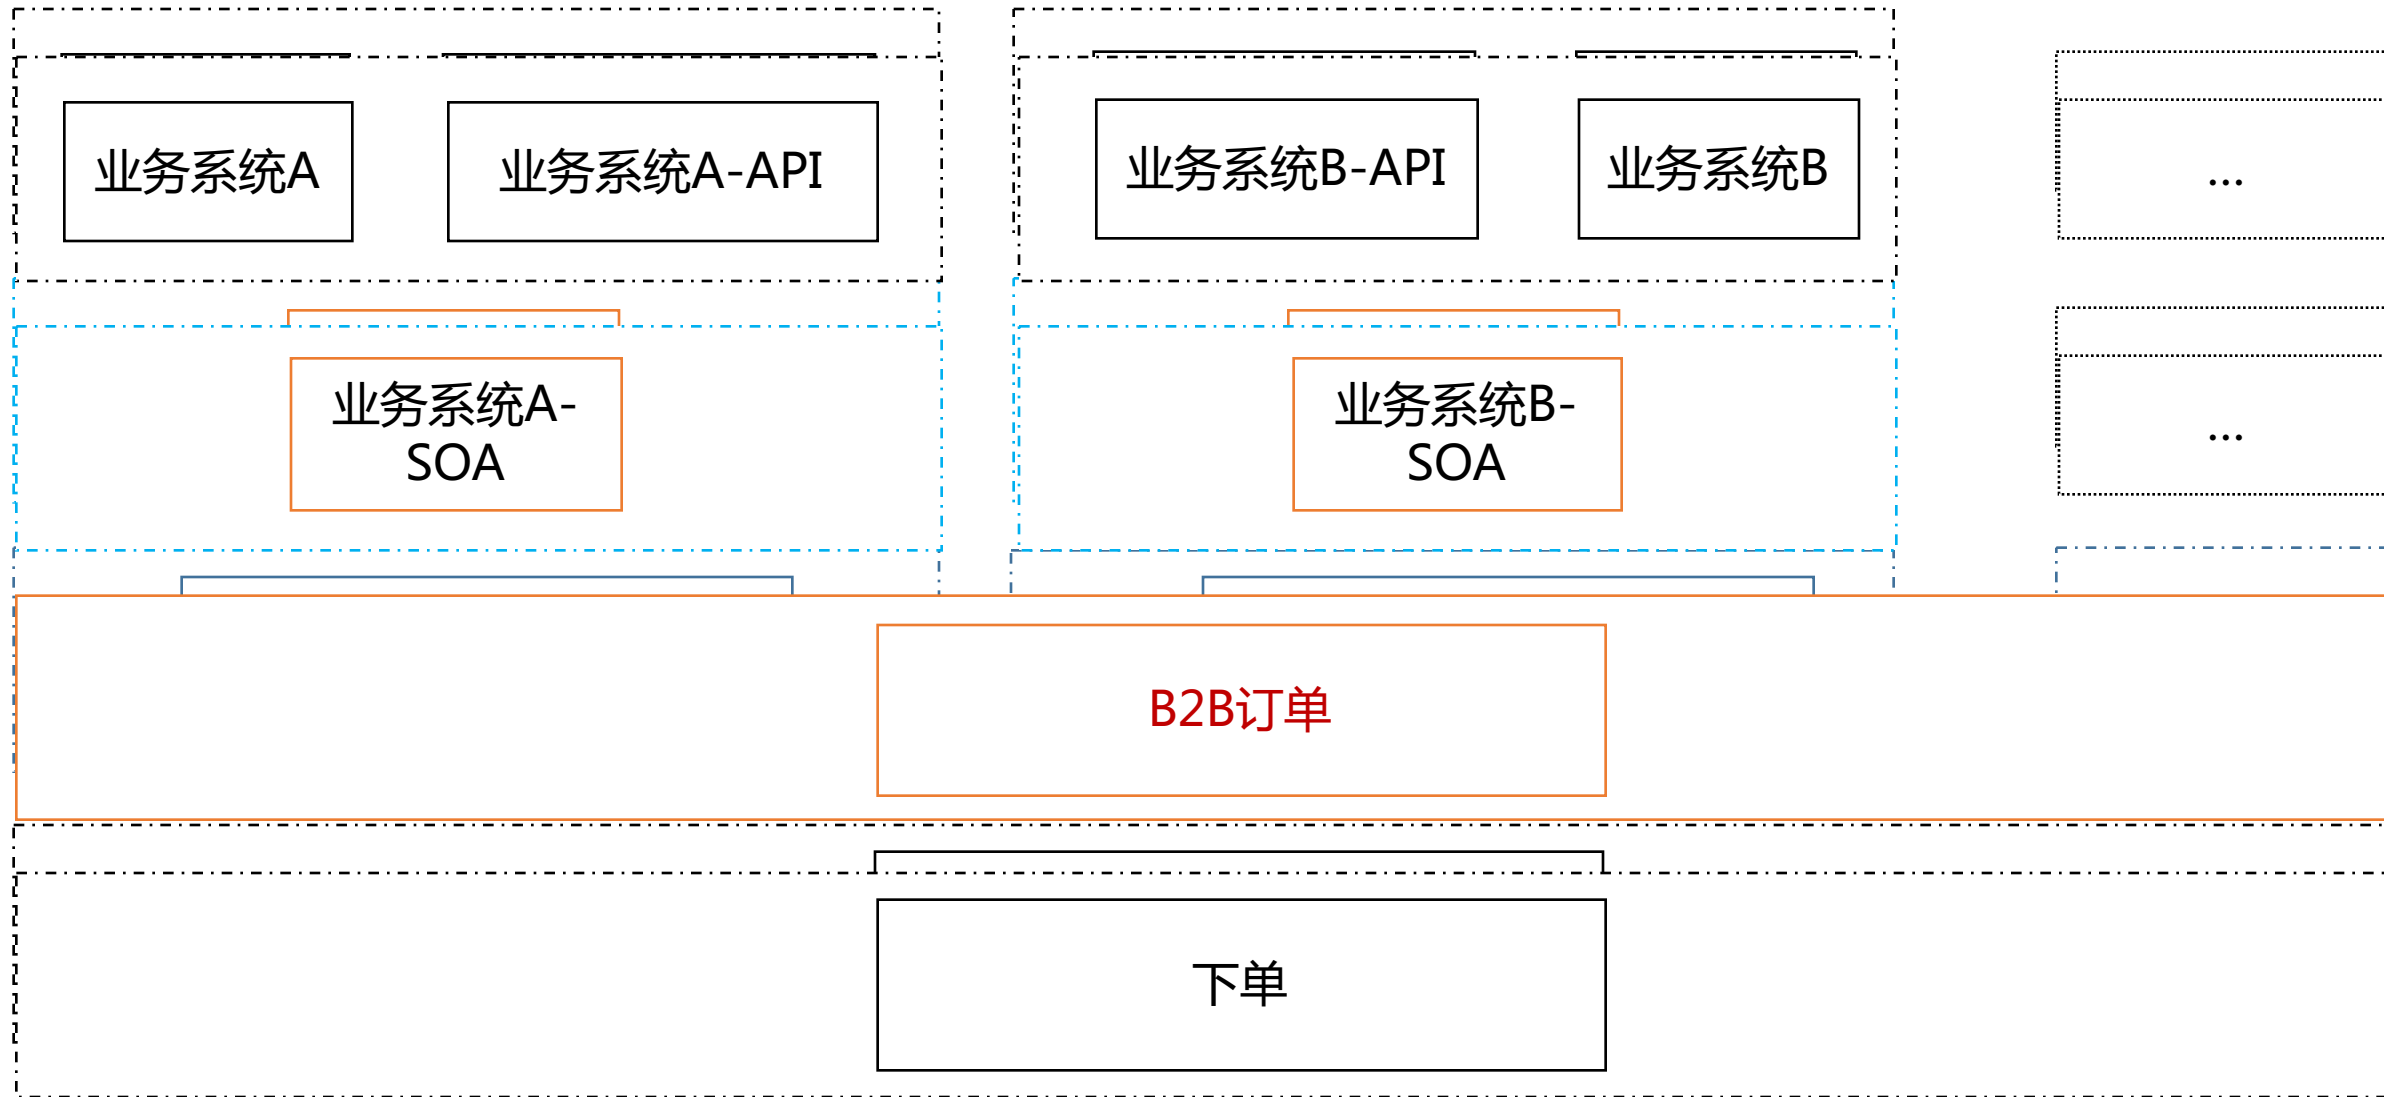 业务系统A
业务系统A-API
业务系统B-API
业务系统B
...
业务系统A-
SOA
业务系统B-
SOA
...
B2B订单
下单